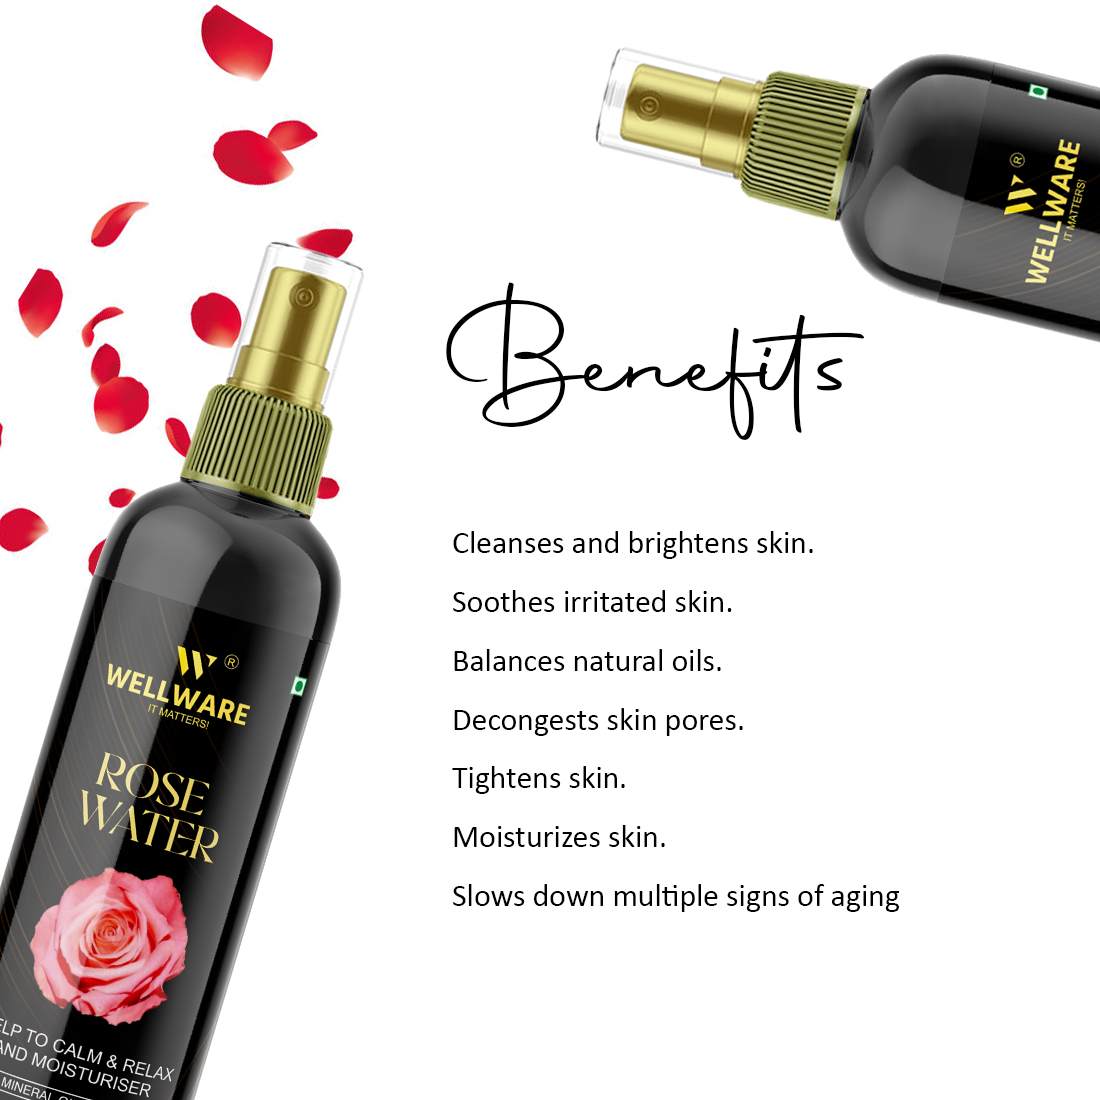 W®
WELLWARE
IT MATTERS!
Benefits
Cleanses and brightens skin.
Soothes irritated skin.
Balances natural oils.
Decongests skin pores.
Tightens skin.
Moisturizes skin.
Slows down multiple signs of aging
W®
WELLWARE
IT MATTERS!
ROSE
WATER
TO CALM & RELAX
AND MOISTURISER
MINERAL